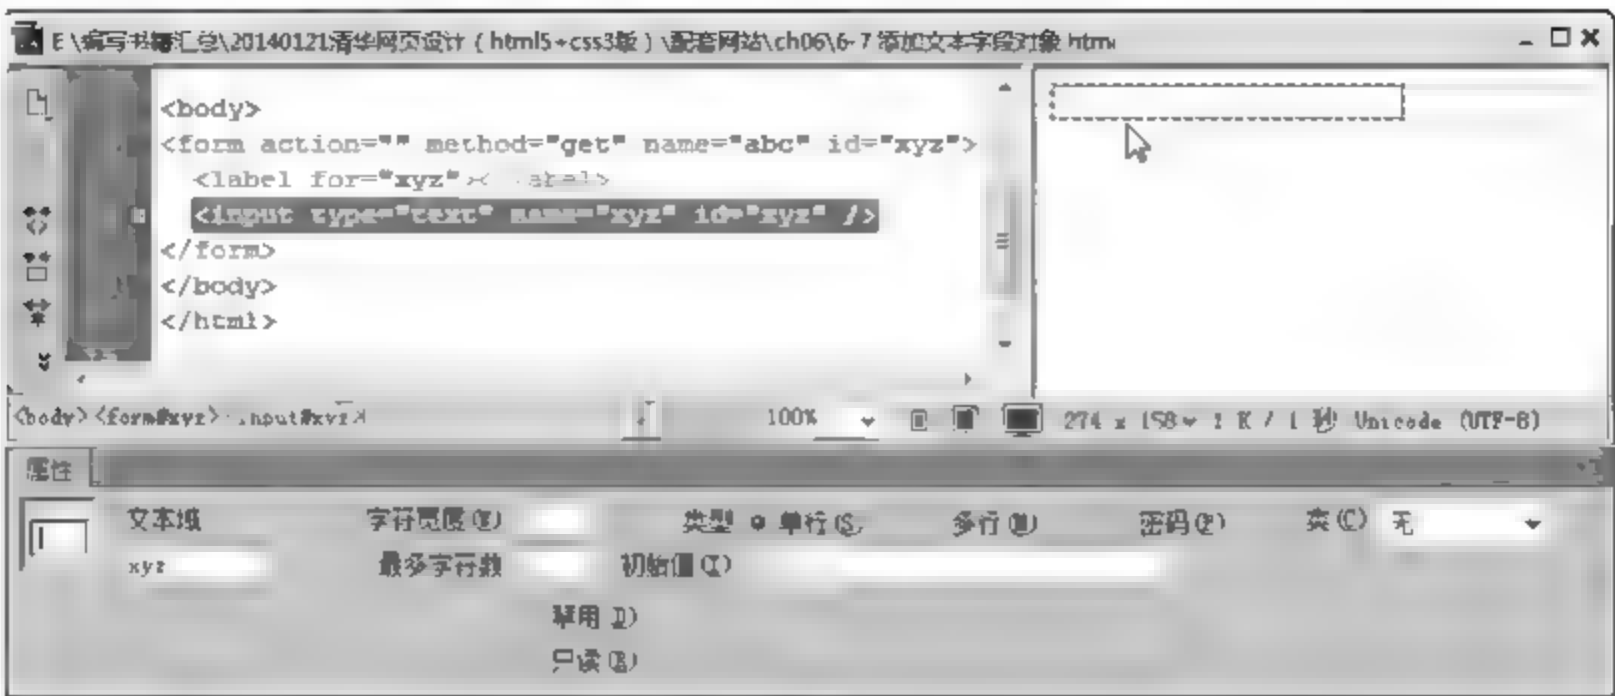 E:\编写书籍汇总\20140121清华网页设计（html5+css3版）\配套网站\ch06\6-7 添加文本字段对象.htm
<body>
<form action="" method="get" name="abc" id="xyz">
<label for="xyz"></label>
<input type="text" name="xyz" id="xyz" />
</form>
</body>
</html>
<body><form#xyz><input#xyz> 100% 274 x 158 1 K / 1 秒 Unicode (UTF-8)
属性
文本域 字符宽度(W) 类型 单行(S) 多行(M) 密码(P) 类(C) 无
xyz 最多字符数 初始值(I)
禁用(D)
只读(R)